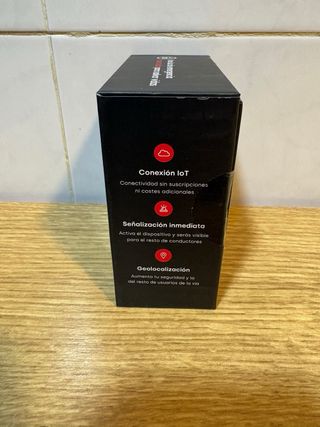 Conexión IoT
Conectividad sin suscripciones
ni costes adicionales
Señalización inmediata
Activa el dispositivo y serás visible
para el resto de conductores
Geolocalización
Aumenta tu seguridad y la
del resto de usuarios de la vía